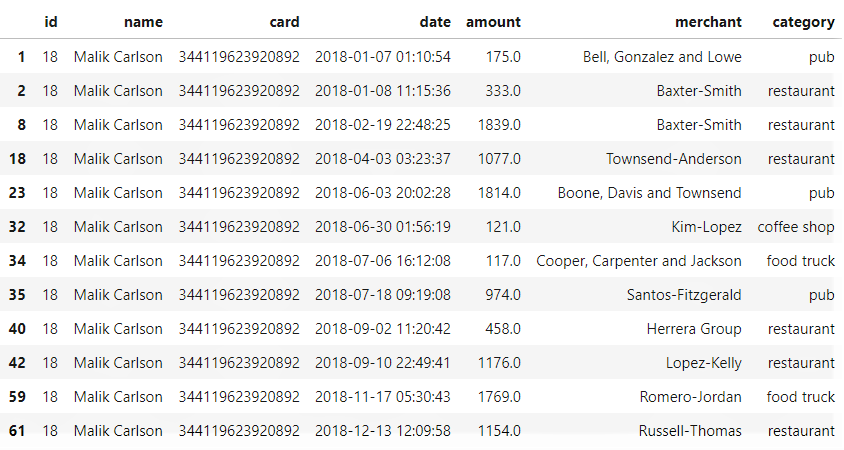 id name card date amount merchant category
1 18 Malik Carlson 344119623920892 2018-01-07 01:10:54 175.0 Bell, Gonzalez and Lowe pub
2 18 Malik Carlson 344119623920892 2018-01-08 11:15:36 333.0 Baxter-Smith restaurant
8 18 Malik Carlson 344119623920892 2018-02-19 22:48:25 1839.0 Baxter-Smith restaurant
18 18 Malik Carlson 344119623920892 2018-04-03 03:23:37 1077.0 Townsend-Anderson restaurant
23 18 Malik Carlson 344119623920892 2018-06-03 20:02:28 1814.0 Boone, Davis and Townsend pub
32 18 Malik Carlson 344119623920892 2018-06-30 01:56:19 121.0 Kim-Lopez coffee shop
34 18 Malik Carlson 344119623920892 2018-07-06 16:12:08 117.0 Cooper, Carpenter and Jackson food truck
35 18 Malik Carlson 344119623920892 2018-07-18 09:19:08 974.0 Santos-Fitzgerald pub
40 18 Malik Carlson 344119623920892 2018-09-02 11:20:42 458.0 Herrera Group restaurant
42 18 Malik Carlson 344119623920892 2018-09-10 22:49:41 1176.0 Lopez-Kelly restaurant
59 18 Malik Carlson 344119623920892 2018-11-17 05:30:43 1769.0 Romero-Jordan food truck
61 18 Malik Carlson 344119623920892 2018-12-13 12:09:58 1154.0 Russell-Thomas restaurant